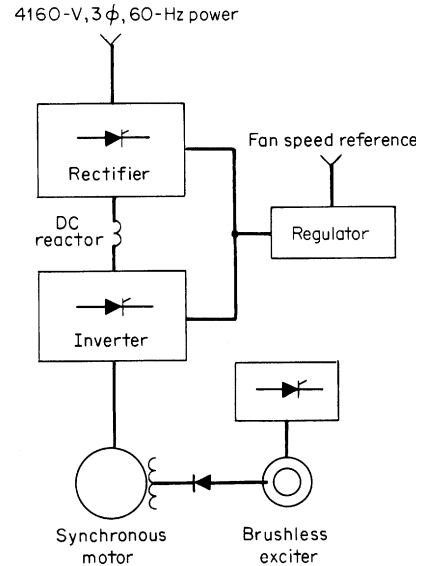 4160-V, 3ϕ, 60-Hz power
Rectifier
Fan speed reference
DC
reactor
Regulator
Inverter
Synchronous
motor
Brushless
exciter